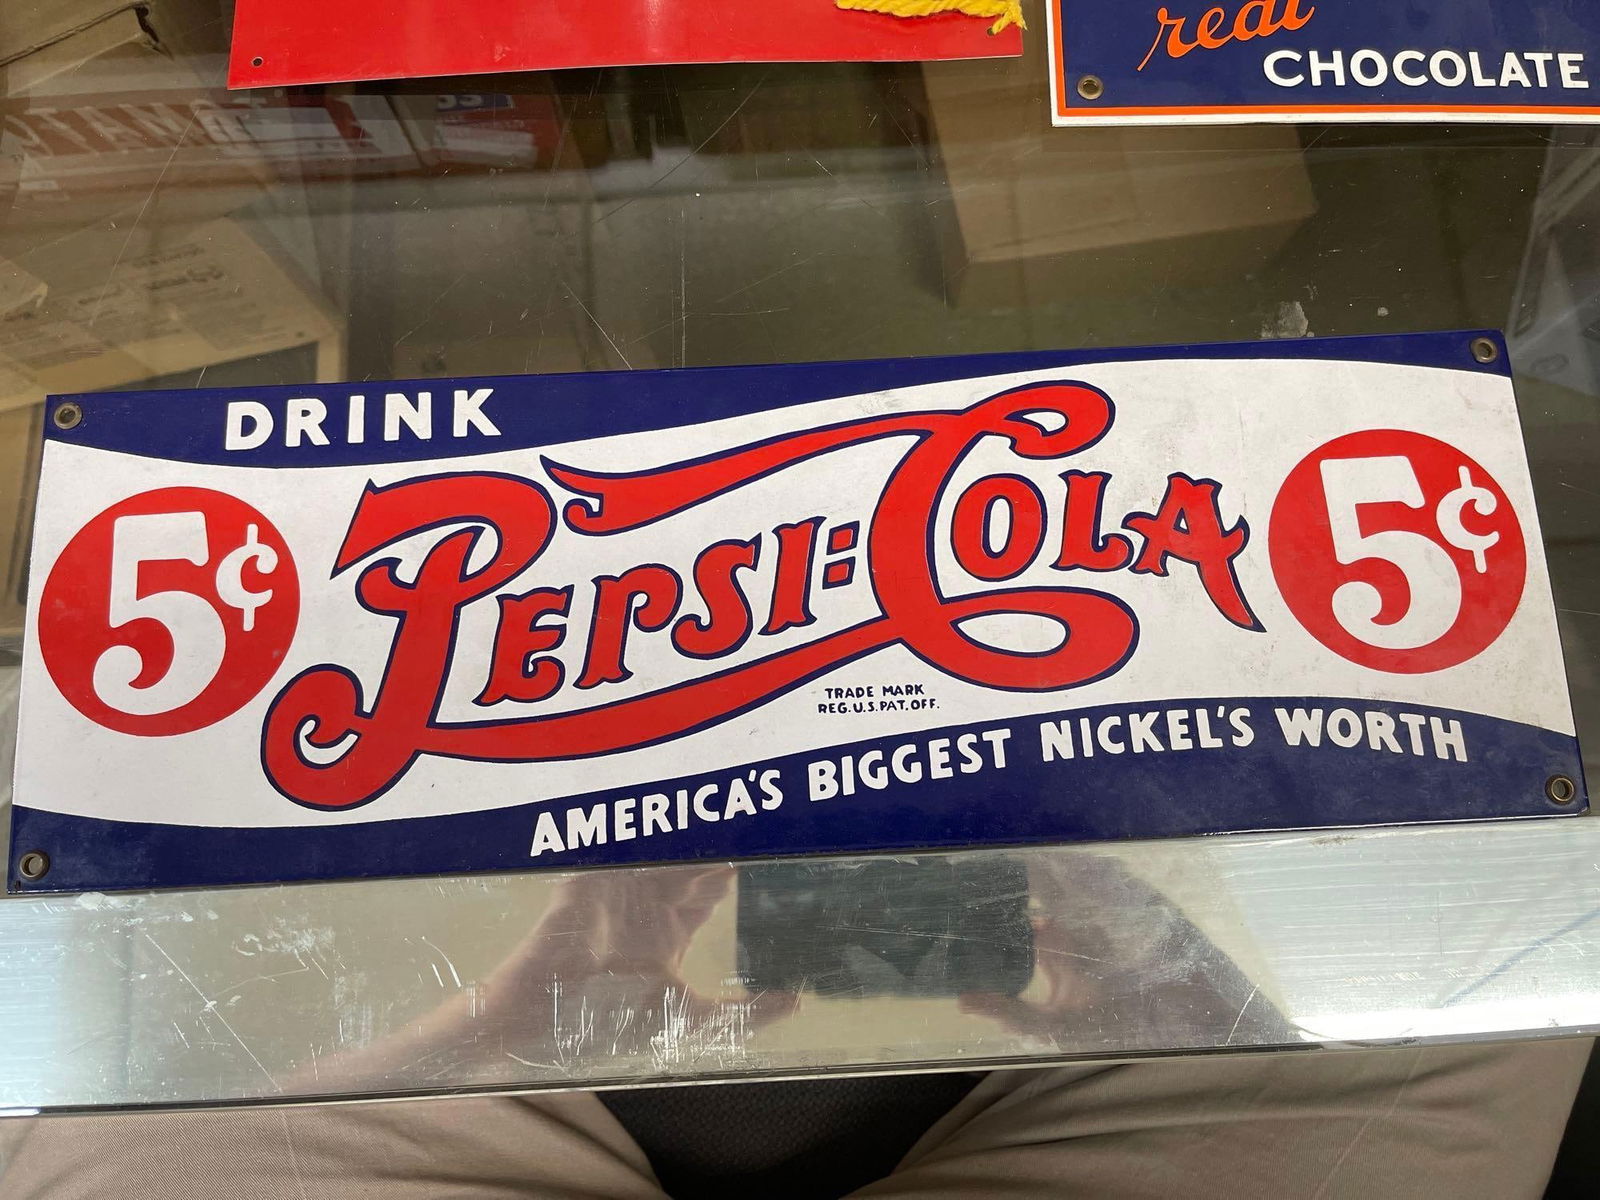 real
CHOCOLATE
DRINK
5¢
PEPSI:COLA
5¢
TRADE MARK
REG.U.S.PAT.OFF.
AMERICA'S BIGGEST NICKEL'S WORTH